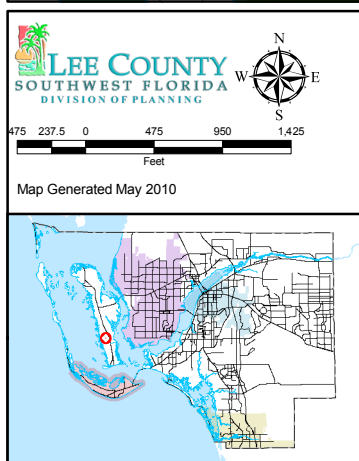 LEE COUNTY
SOUTHWEST FLORIDA
DIVISION OF PLANNING
N
W E
S
475 237.5 0 475 950 1,425
Feet
Map Generated May 2010